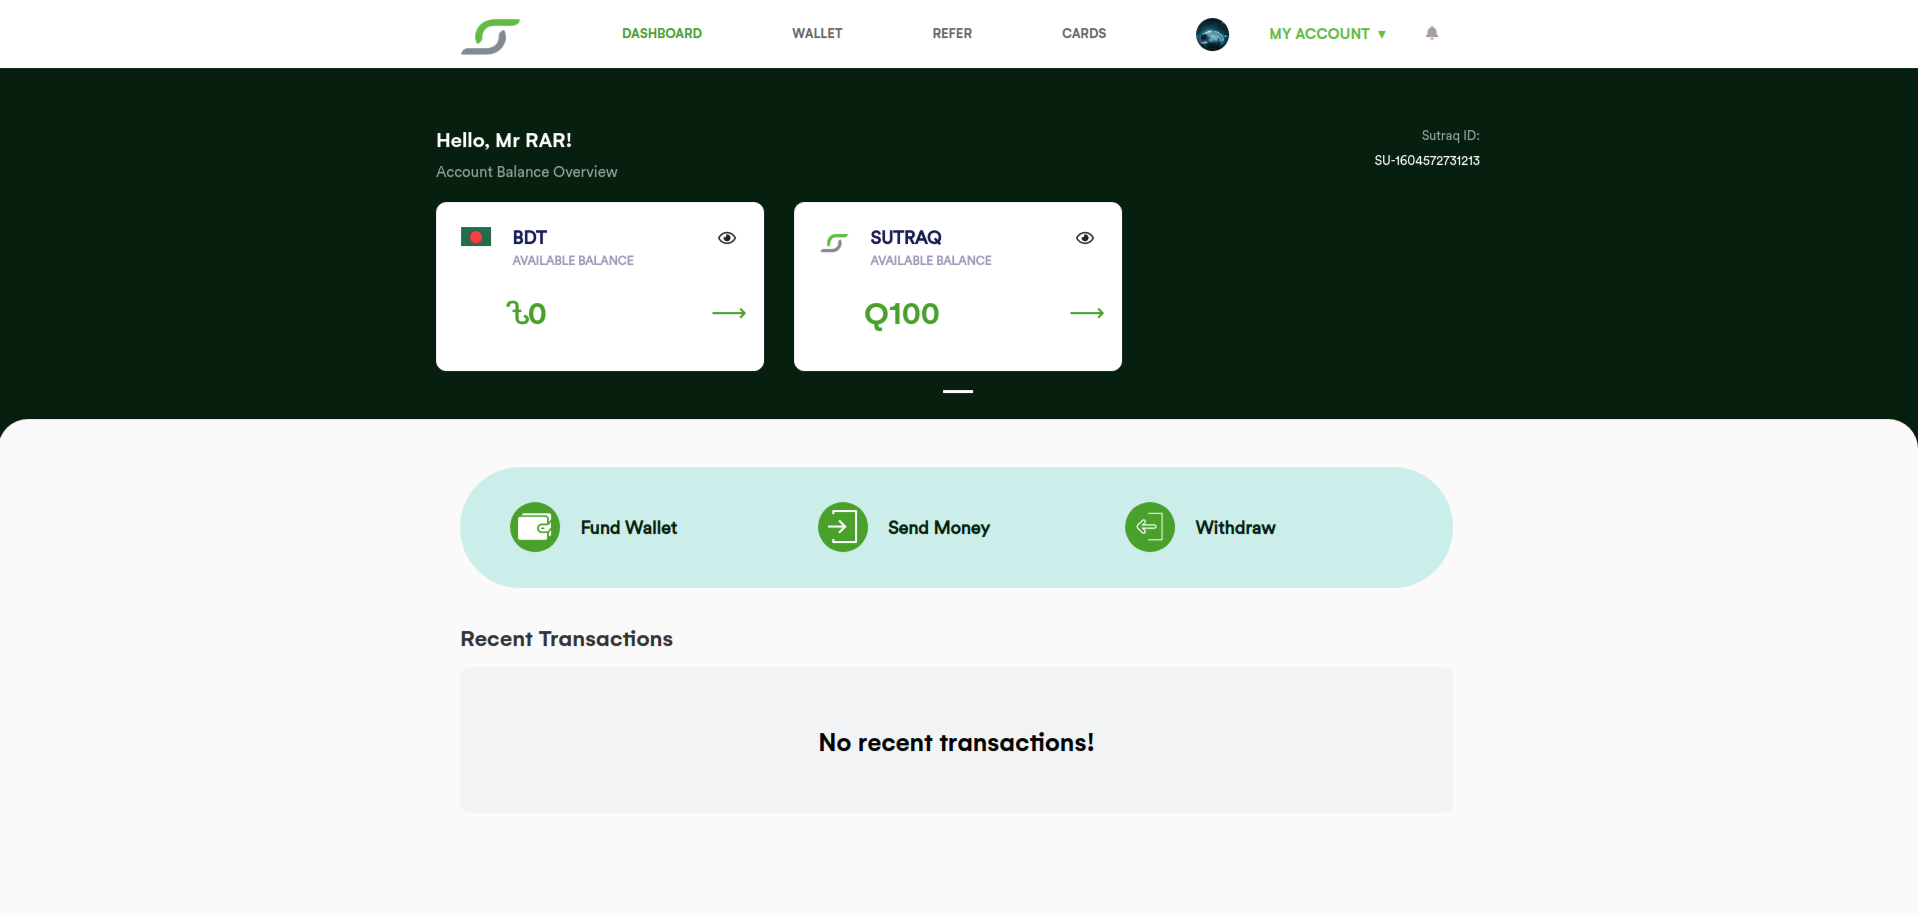 DASHBOARD WALLET REFER CARDS MY ACCOUNT ▼
Hello, Mr RAR!
Account Balance Overview
Sutraq ID:
SU-1604572731213
BDT
AVAILABLE BALANCE
৳0
SUTRAQ
AVAILABLE BALANCE
Q100
Fund Wallet
Send Money
Withdraw
Recent Transactions
No recent transactions!